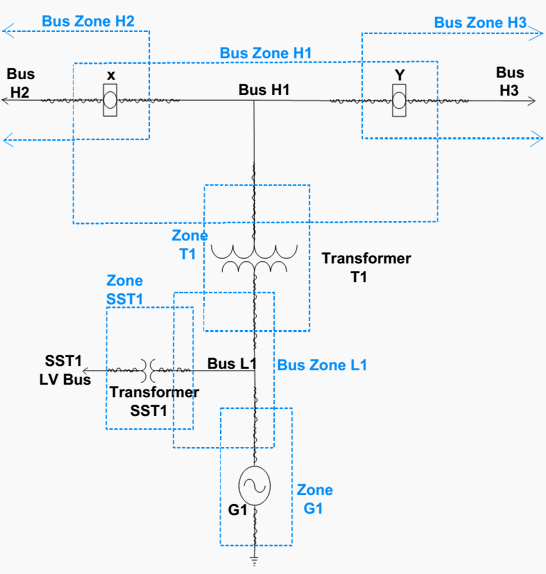 Bus Zone H2
Bus Zone H3
Bus Zone H1
Bus
H2
x
Bus H1
Y
Bus
H3
Zone
T1
Transformer
T1
Zone
SST1
SST1
LV Bus
Bus L1
Bus Zone L1
Transformer
SST1
G1
Zone
G1